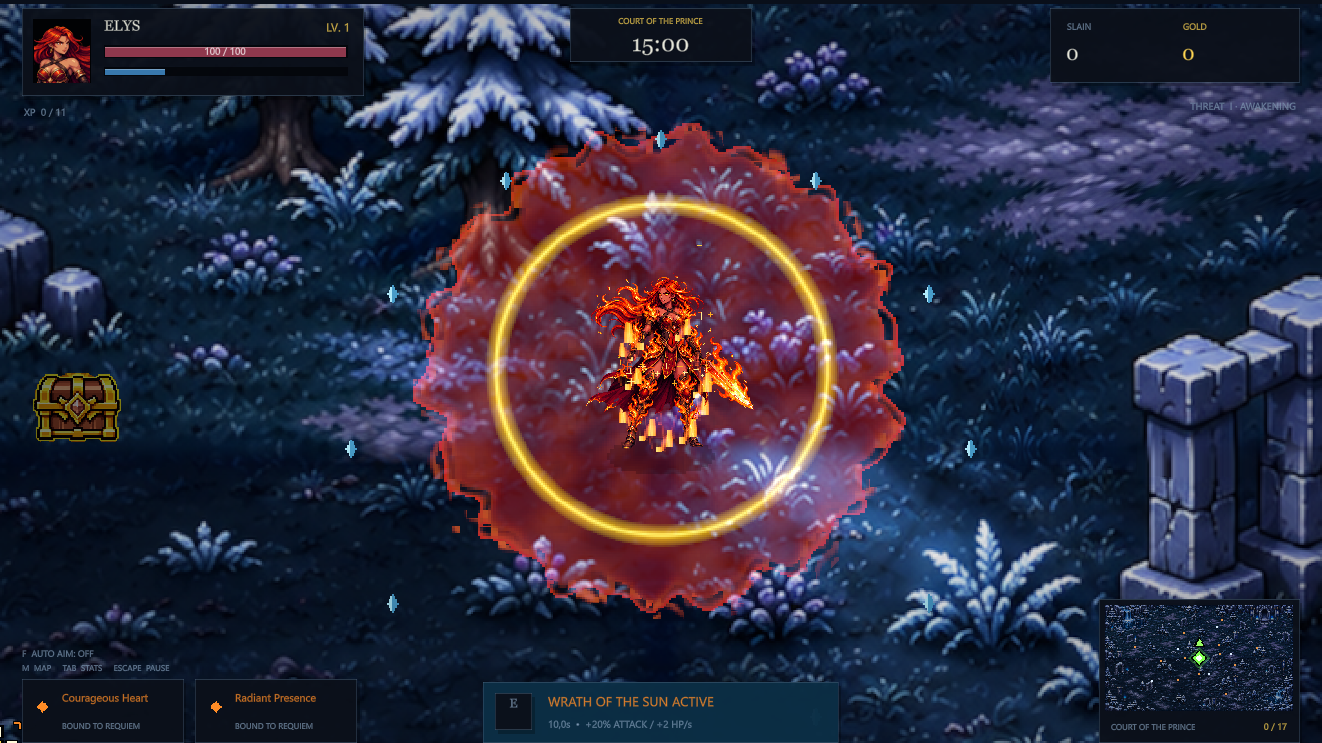 ELYS
LV. 1
100 / 100
XP 0 / 11
COURT OF THE PRINCE
15:00
SLAIN
GOLD
0
0
THREAT I · AWAKENING
F AUTO AIM: OFF
M MAP TAB STATS ESCAPE PAUSE
Courageous Heart
BOUND TO REQUIEM
Radiant Presence
BOUND TO REQUIEM
E
WRATH OF THE SUN ACTIVE
10,0s • +20% ATTACK / +2 HP/s
COURT OF THE PRINCE
0 / 17